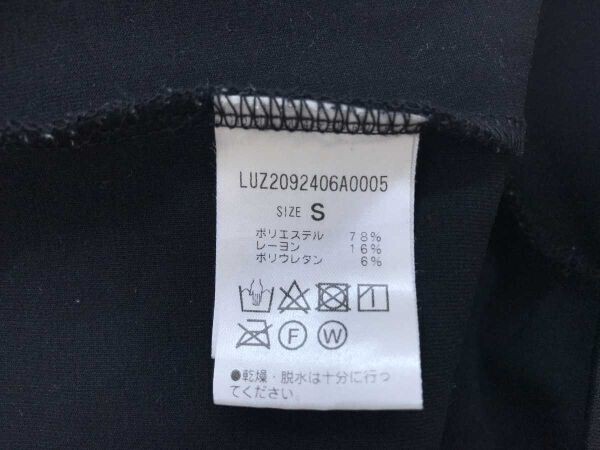 LUZ2092406A0005
SIZE S
ポリエステル 78%
レーヨン 16%
ポリウレタン 6%
F W
●乾燥・脱水は十分に行っ
てください。